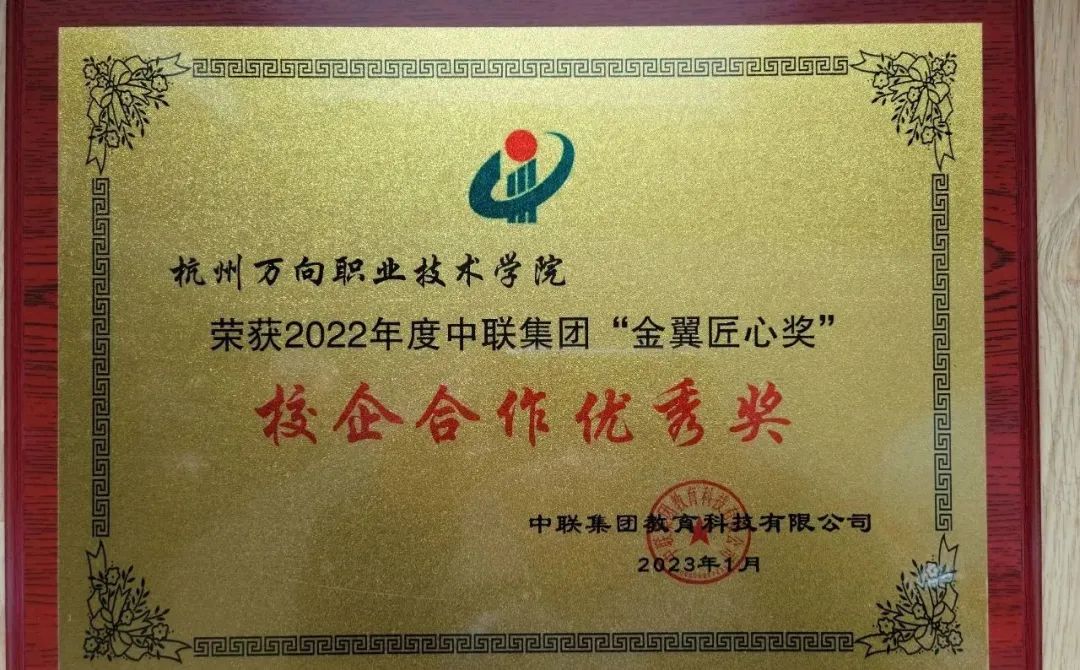 杭州万向职业技术学院
荣获2022年度中联集团“金翼匠心奖”
校企合作优秀奖
中联集团教育科技有限公司
2023年1月